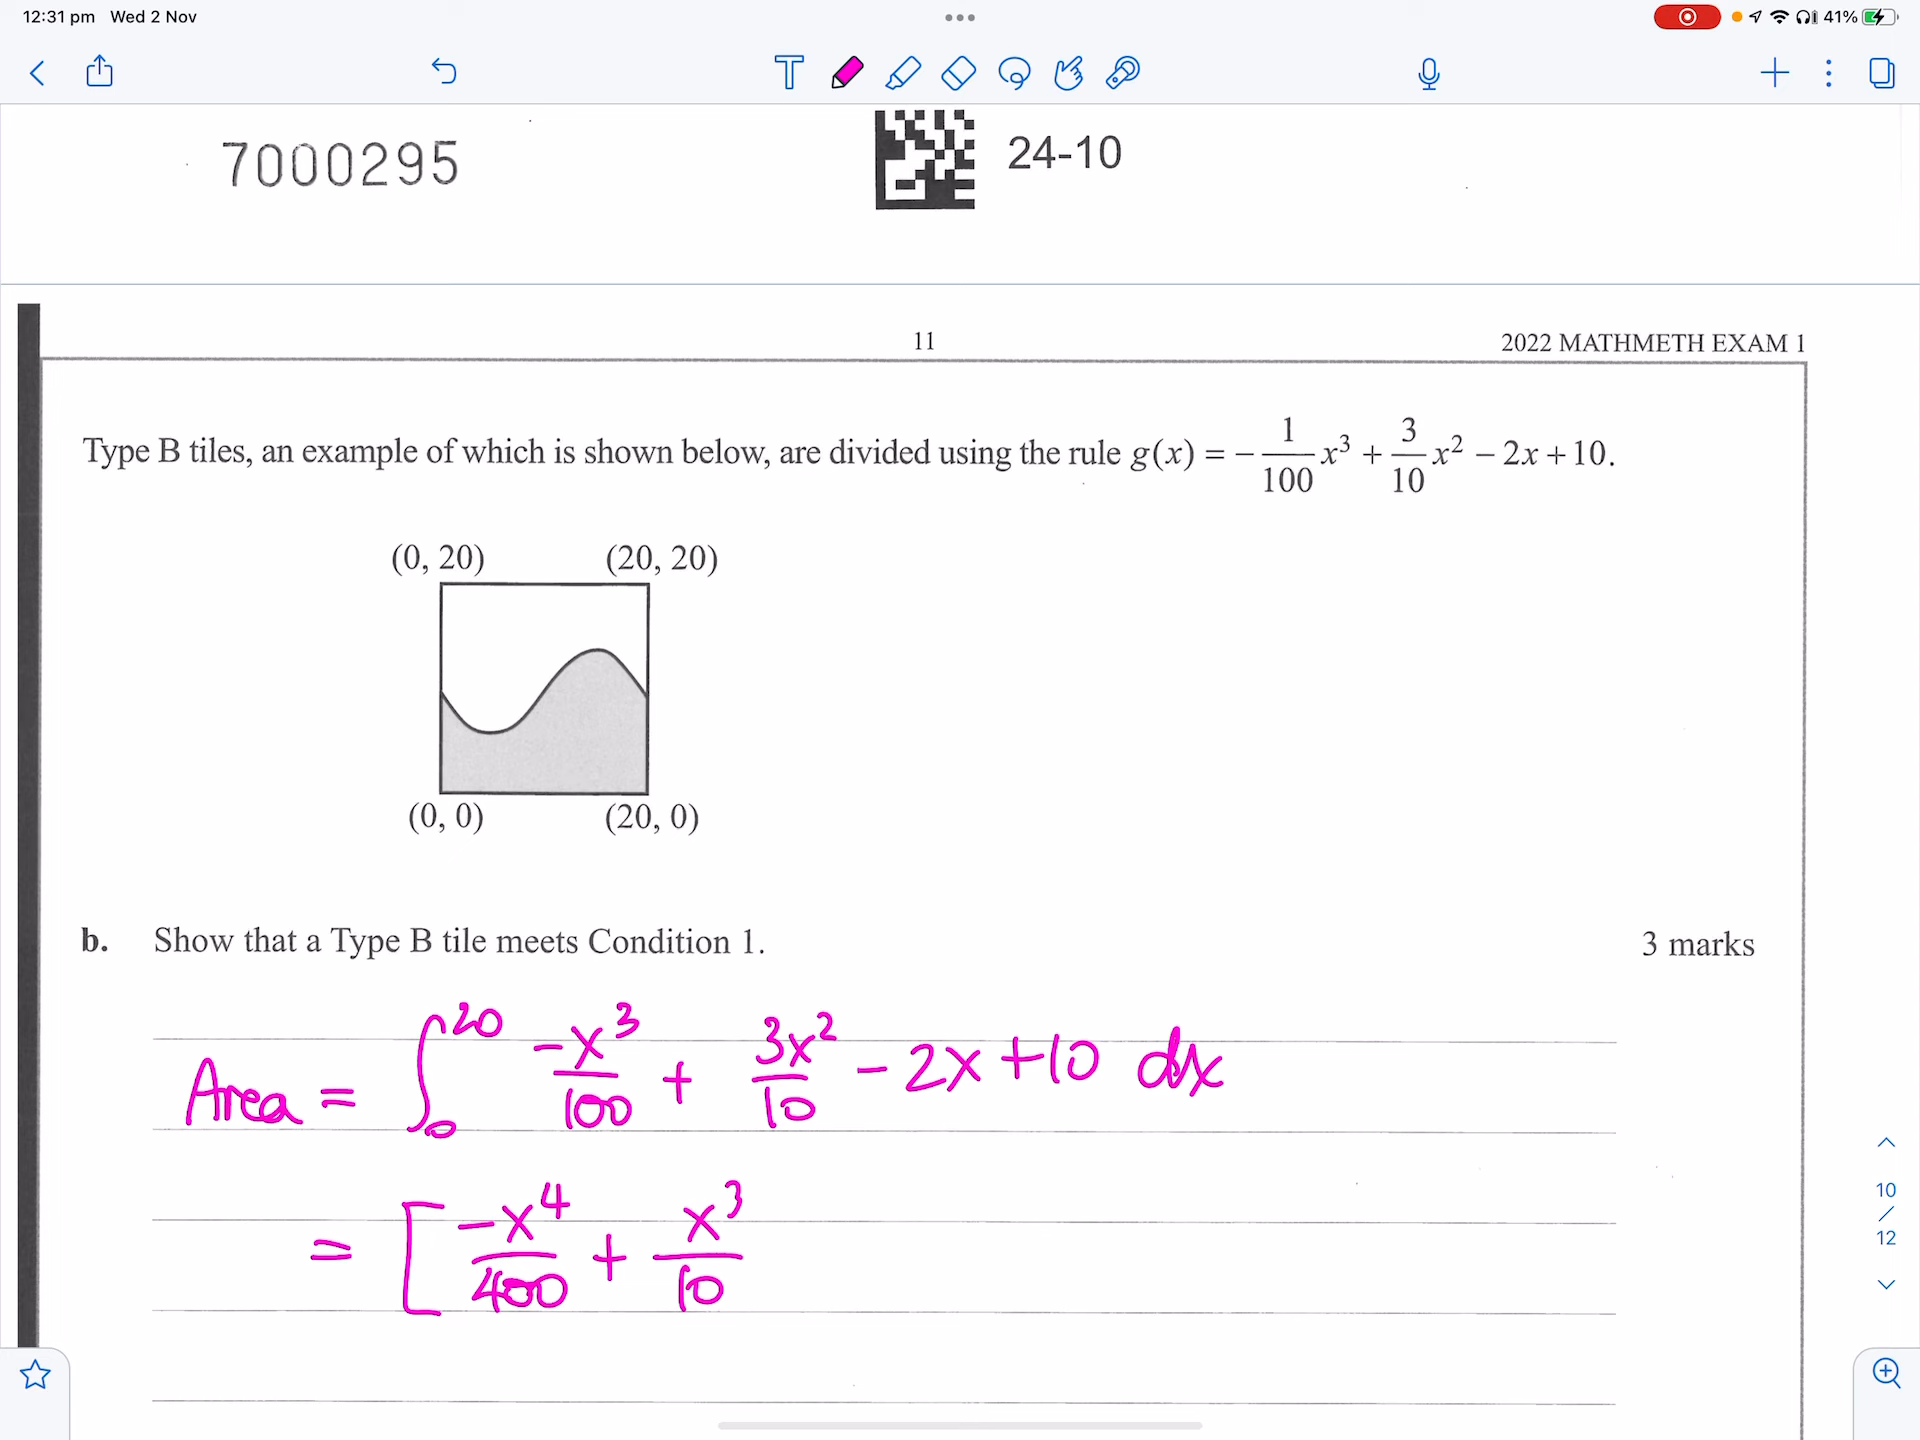 12:31 pm Wed 2 Nov
41%
7000295
24-10
11
2022 MATHMETH EXAM 1
Type B tiles, an example of which is shown below, are divided using the rule g(x) = −1/100 x³ + 3/10 x² − 2x + 10.
(0, 20) (20, 20)
(0, 0) (20, 0)
b. Show that a Type B tile meets Condition 1. 3 marks
Area = ∫₀²⁰ −x³/100 + 3x²/10 − 2x + 10 dx
= [ −x⁴/400 + x³/10
10
/
12